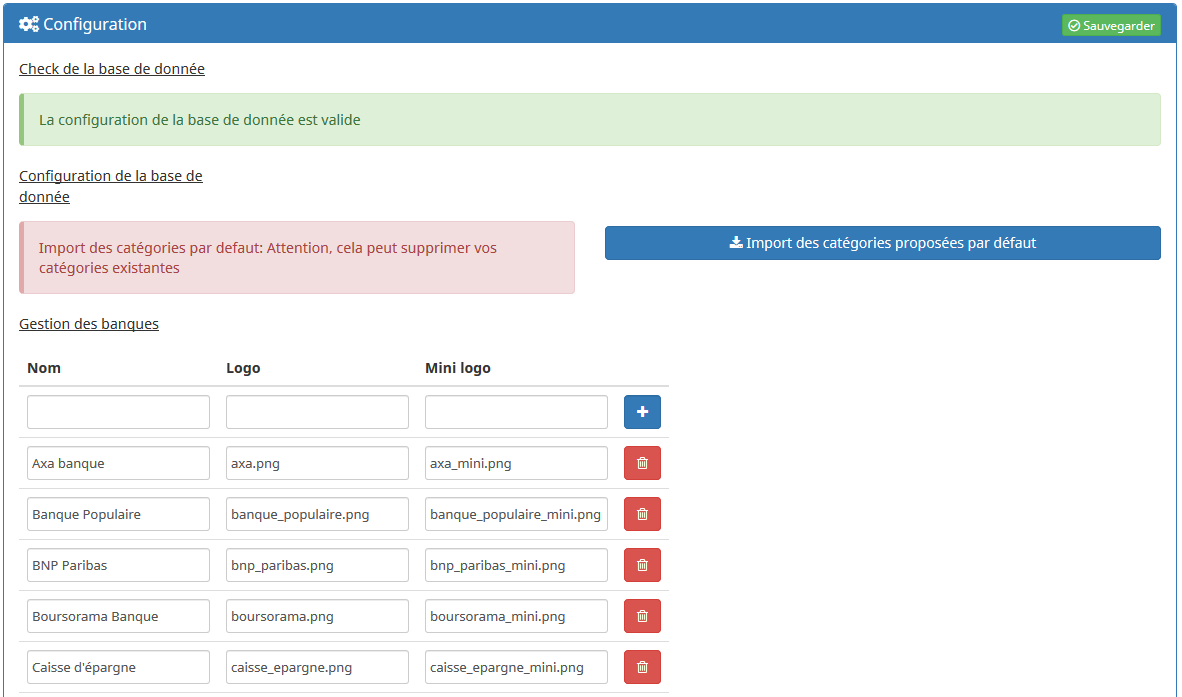 Configuration
Sauvegarder
Check de la base de donnée
La configuration de la base de donnée est valide
Configuration de la base de
donnée
Import des catégories par defaut: Attention, cela peut supprimer vos
catégories existantes
Import des catégories proposées par défaut
Gestion des banques
Nom Logo Mini logo
Axa banque axa.png axa_mini.png
Banque Populaire banque_populaire.png banque_populaire_mini.png
BNP Paribas bnp_paribas.png bnp_paribas_mini.png
Boursorama Banque boursorama.png boursorama_mini.png
Caisse d'épargne caisse_epargne.png caisse_epargne_mini.png